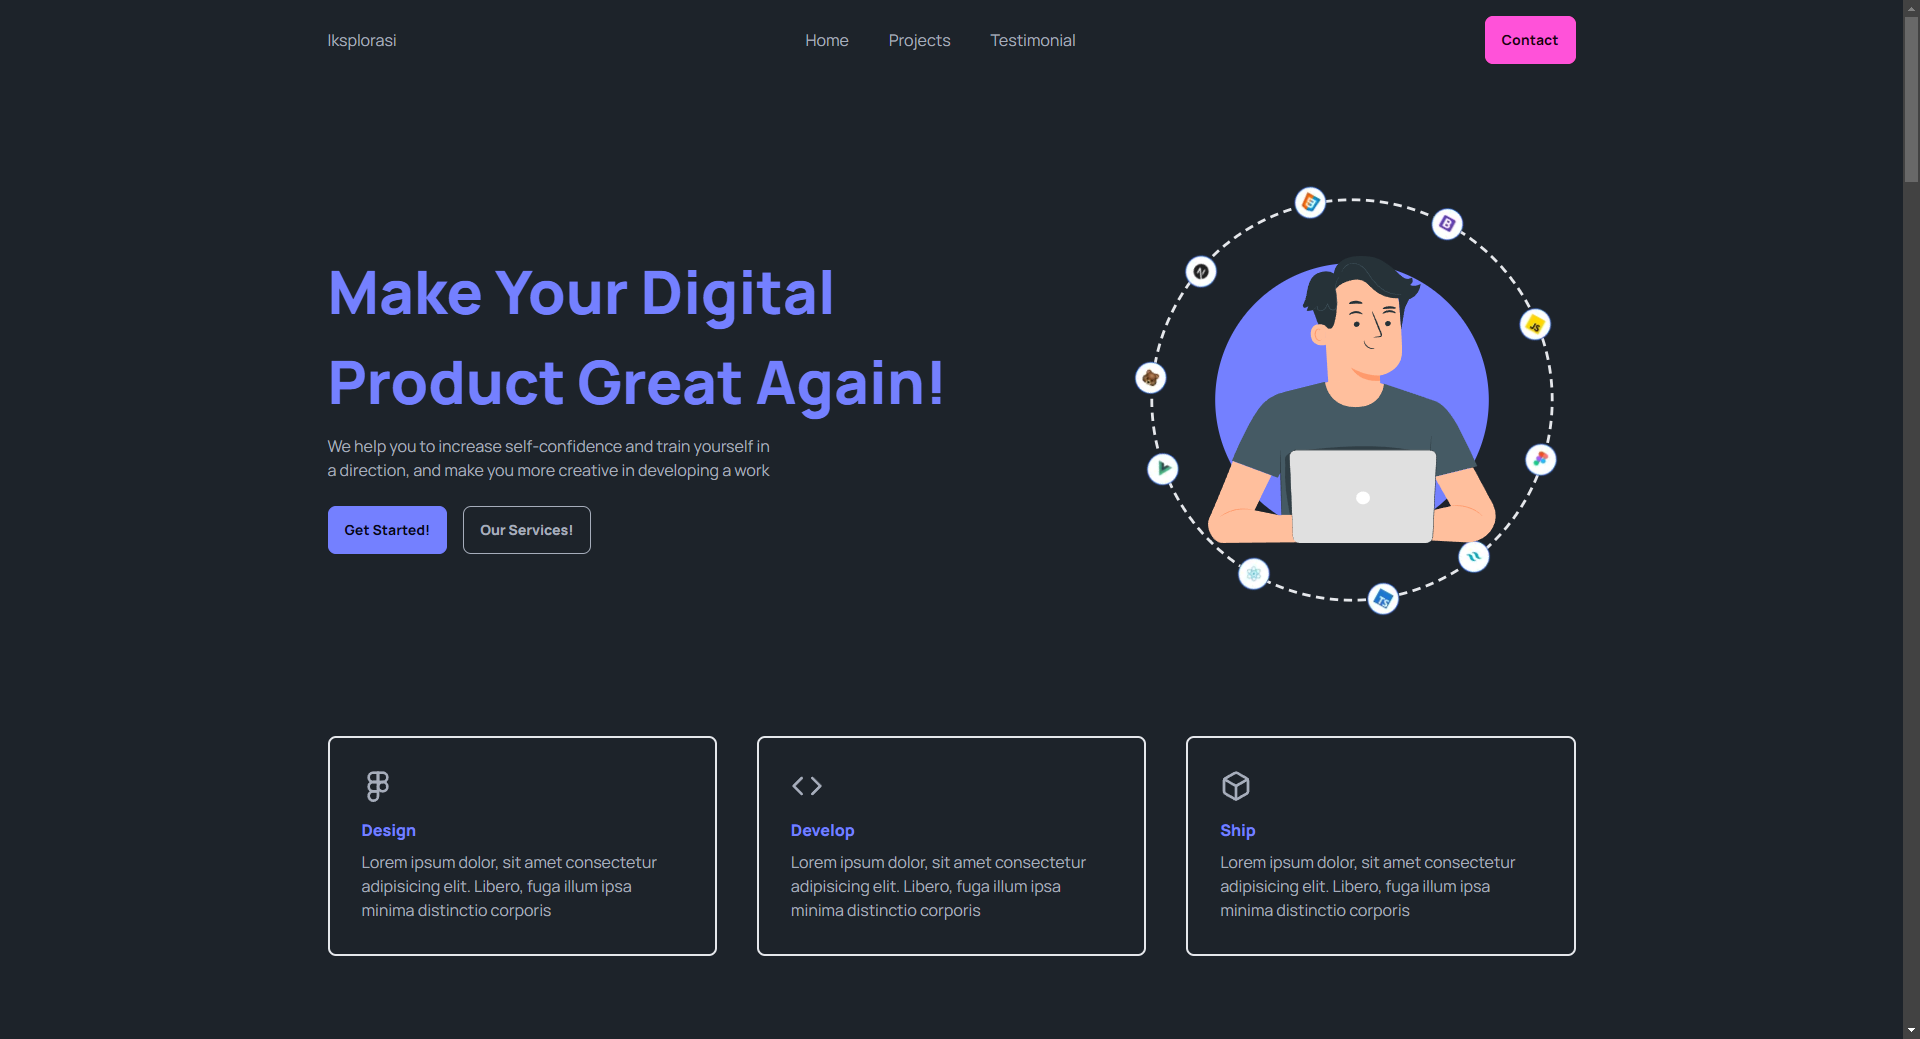 Iksplorasi
Home
Projects
Testimonial
Contact
Make Your Digital
Product Great Again!
We help you to increase self-confidence and train yourself in
a direction, and make you more creative in developing a work
Get Started!
Our Services!
B
JS
TS
Design
Lorem ipsum dolor, sit amet consectetur
adipisicing elit. Libero, fuga illum ipsa
minima distinctio corporis
Develop
Lorem ipsum dolor, sit amet consectetur
adipisicing elit. Libero, fuga illum ipsa
minima distinctio corporis
Ship
Lorem ipsum dolor, sit amet consectetur
adipisicing elit. Libero, fuga illum ipsa
minima distinctio corporis